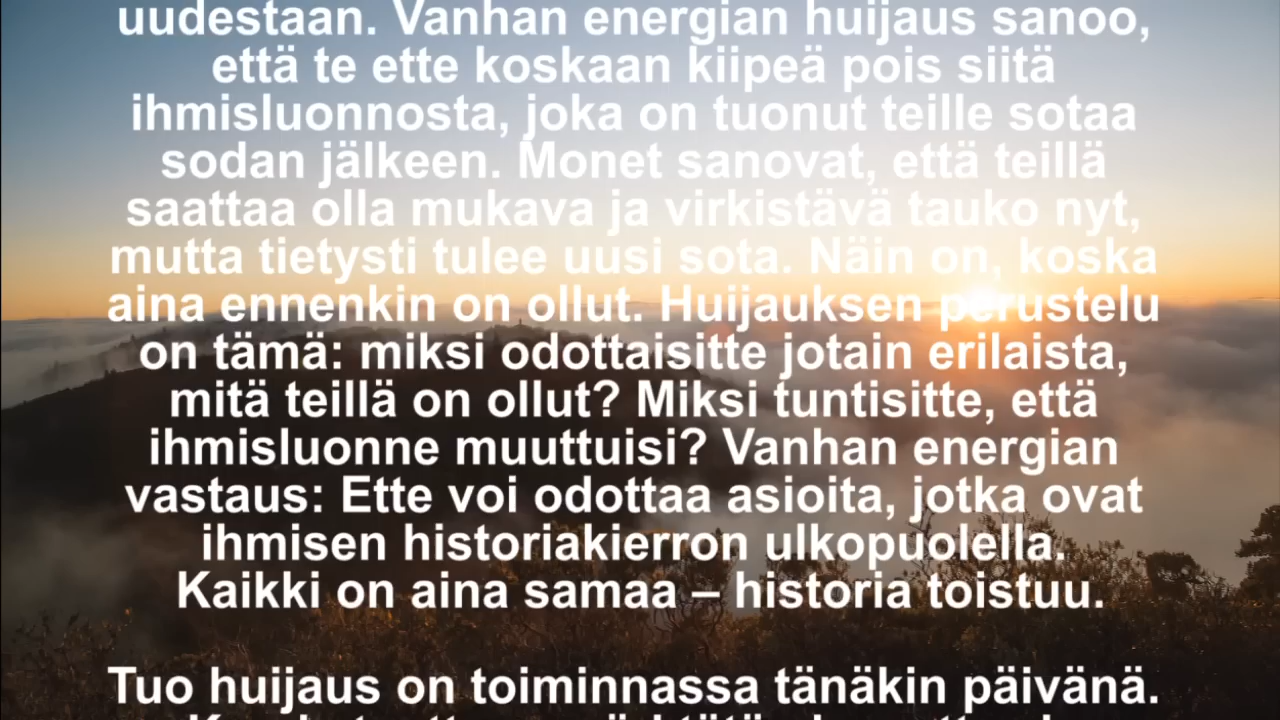 uudestaan. Vanhan energian huijaus sanoo,
että te ette koskaan kiipeä pois siitä
ihmisluonnosta, joka on tuonut teille sotaa
sodan jälkeen. Monet sanovat, että teillä
saattaa olla mukava ja virkistävä tauko nyt,
mutta tietysti tulee uusi sota. Näin on, koska
aina ennenkin on ollut. Huijauksen perustelu
on tämä: miksi odottaisitte jotain erilaista,
mitä teillä on ollut? Miksi tuntisitte, että
ihmisluonne muuttuisi? Vanhan energian
vastaus: Ette voi odottaa asioita, jotka ovat
ihmisen historiakierron ulkopuolella.
Kaikki on aina samaa – historia toistuu.
Tuo huijaus on toiminnassa tänäkin päivänä.